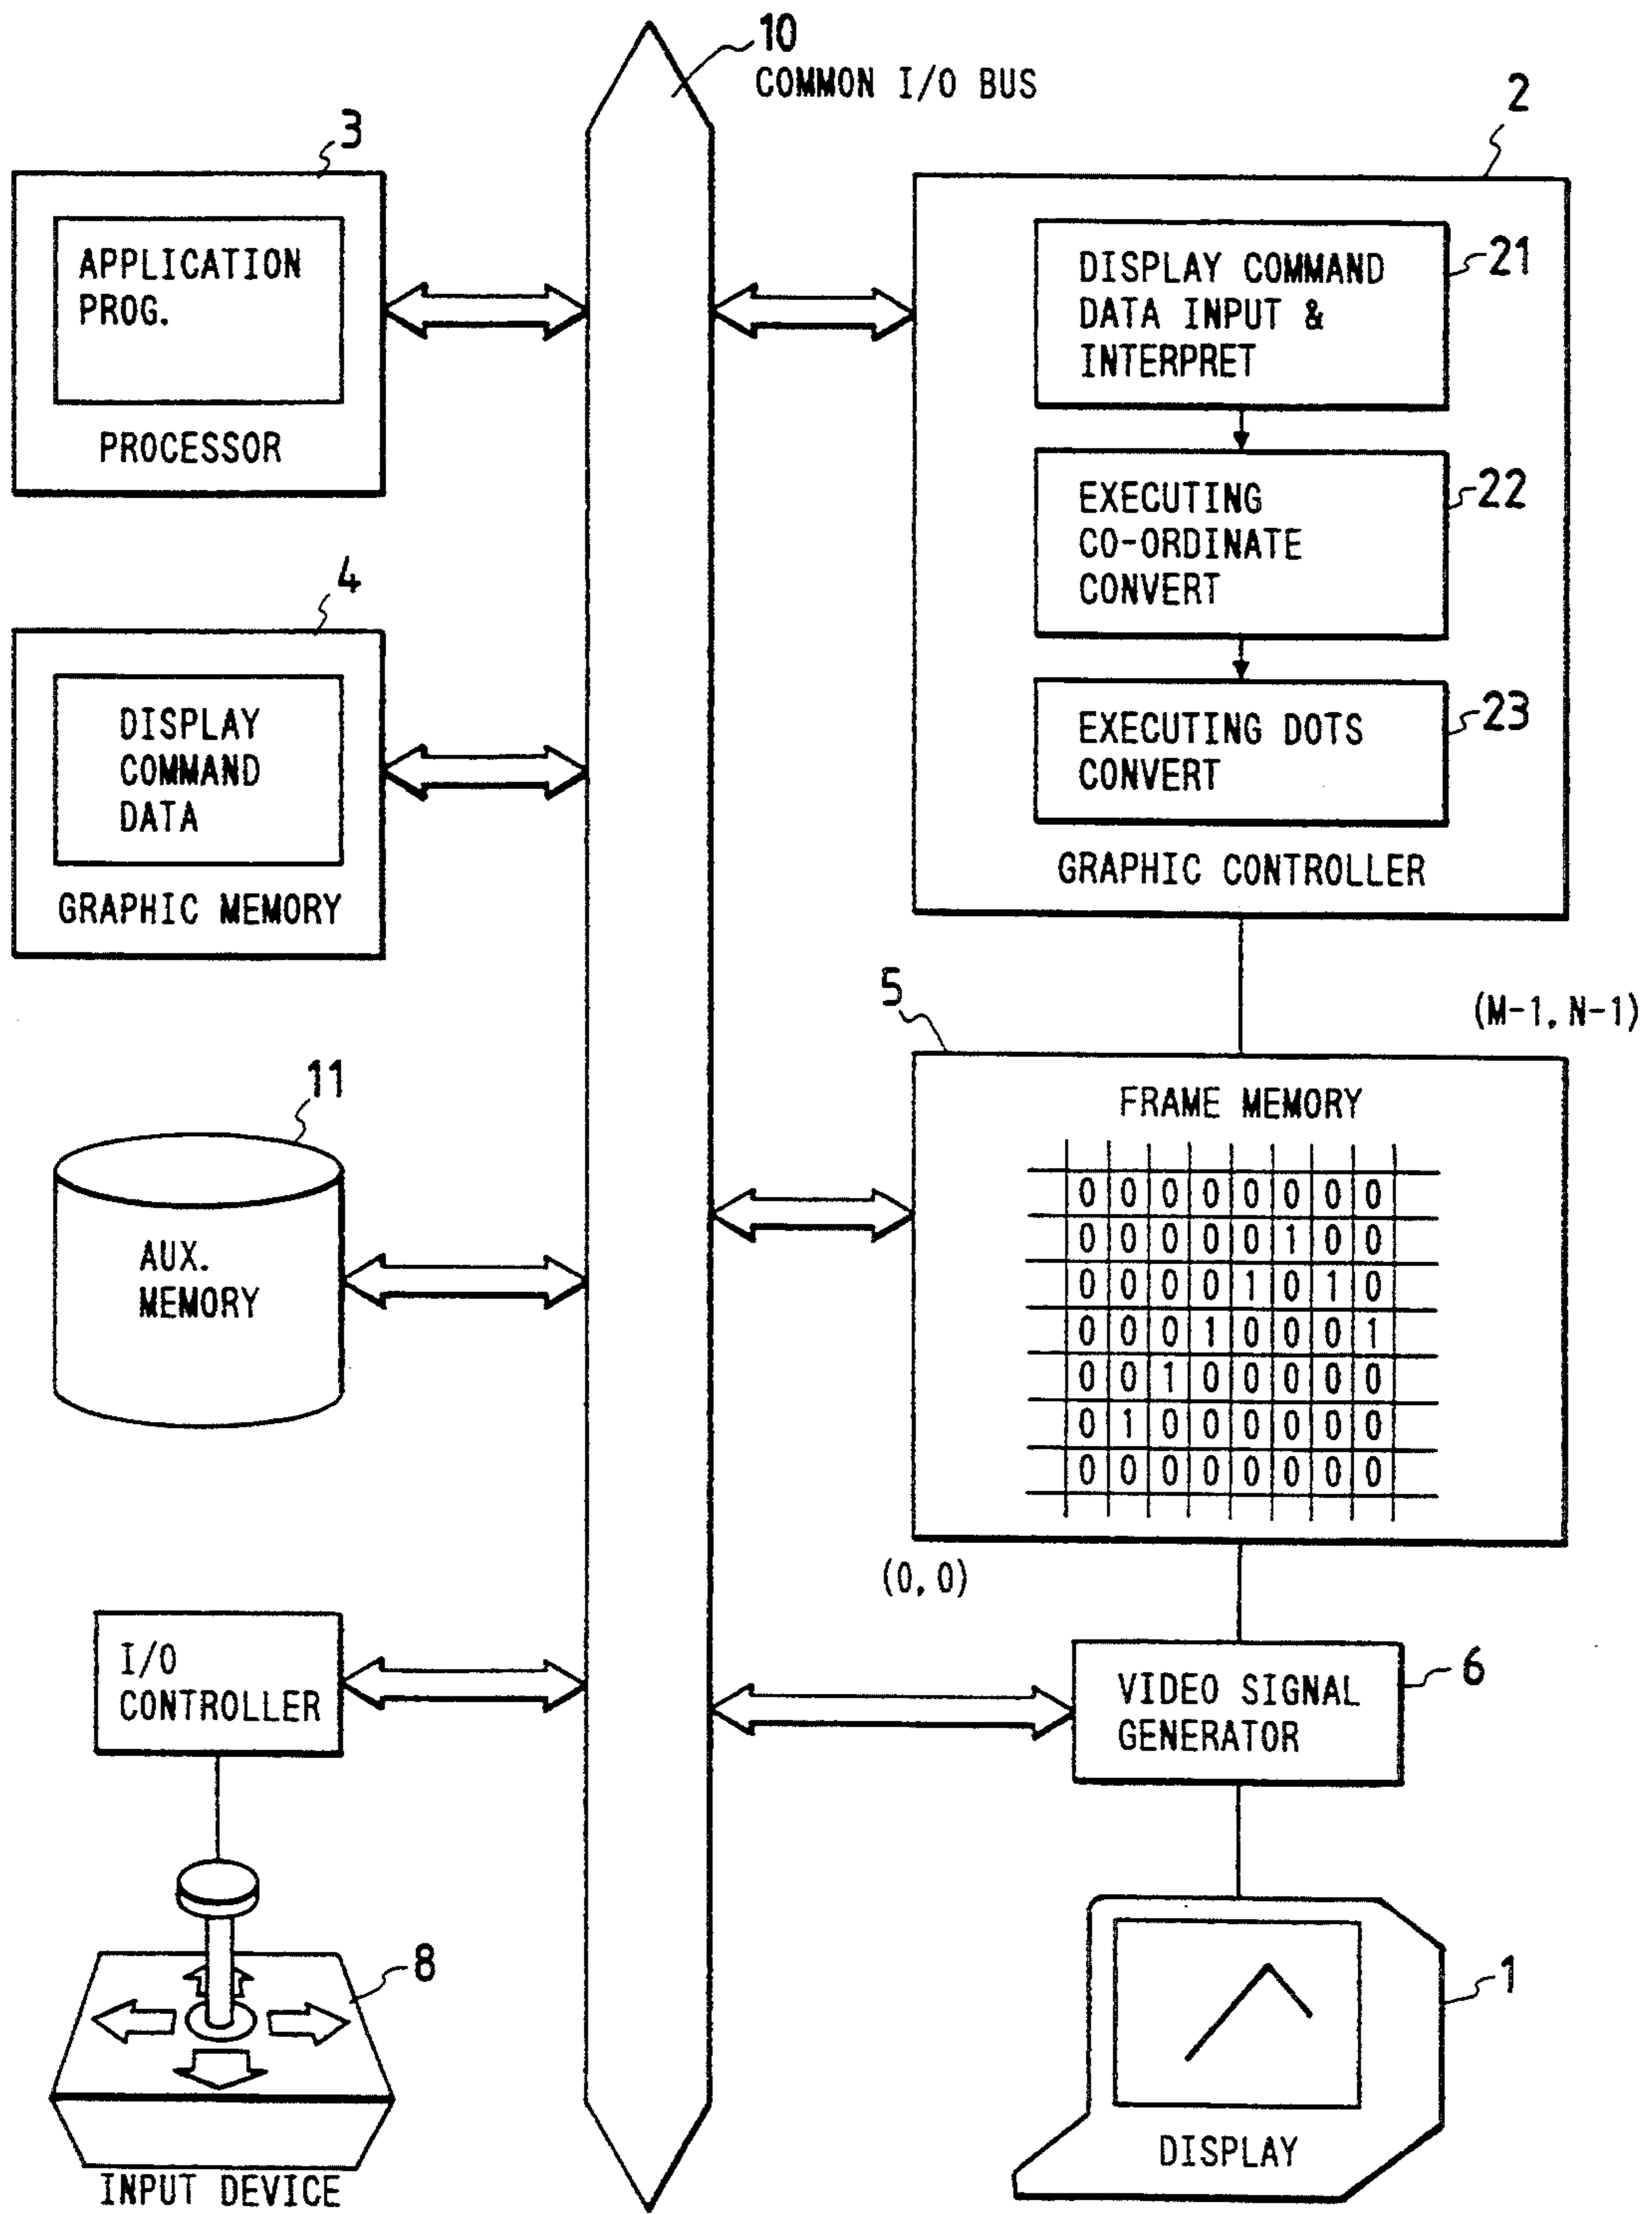 10
COMMON I/O BUS
3
APPLICATION
PROG.
PROCESSOR
2
DISPLAY COMMAND
DATA INPUT &
INTERPRET
21
EXECUTING
CO-ORDINATE
CONVERT
22
EXECUTING DOTS
CONVERT
23
GRAPHIC CONTROLLER
4
DISPLAY
COMMAND
DATA
GRAPHIC MEMORY
5
(M-1, N-1)
FRAME MEMORY
0 0 0 0 0 0 0 0
0 0 0 0 0 1 0 0
0 0 0 0 1 0 1 0
0 0 0 1 0 0 0 1
0 0 1 0 0 0 0 0
0 1 0 0 0 0 0 0
0 0 0 0 0 0 0 0
(0, 0)
11
AUX.
MEMORY
I/O
CONTROLLER
VIDEO SIGNAL
GENERATOR
6
8
INPUT DEVICE
1
DISPLAY